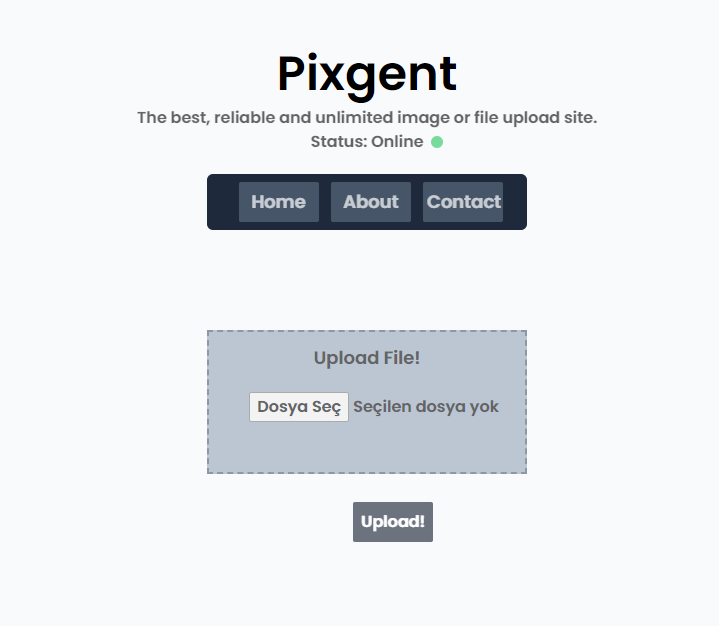 Pixgent
The best, reliable and unlimited image or file upload site.
Status: Online
Home About Contact
Upload File!
Dosya Seç Seçilen dosya yok
Upload!